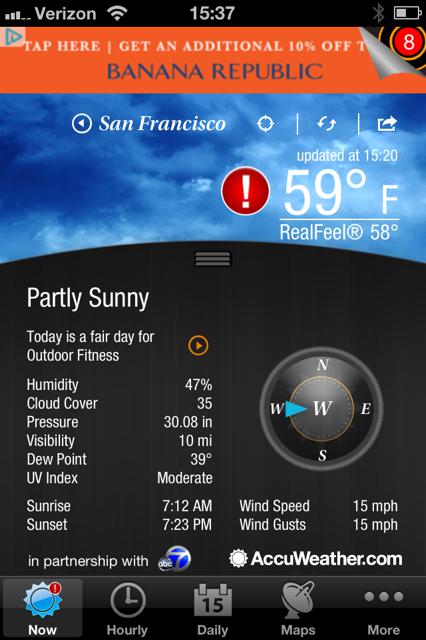 Verizon 15:37
TAP HERE | GET AN ADDITIONAL 10% OFF T
8
BANANA REPUBLIC
San Francisco
updated at 15:20
! 59° F
RealFeel® 58°
Partly Sunny
Today is a fair day for
Outdoor Fitness
Humidity 47%
Cloud Cover 35
Pressure 30.08 in
Visibility 10 mi
Dew Point 39°
UV Index Moderate
N
W W E
S
Sunrise 7:12 AM Wind Speed 15 mph
Sunset 7:23 PM Wind Gusts 15 mph
in partnership with abc 7 AccuWeather.com
! 15
Now Hourly Daily Maps More